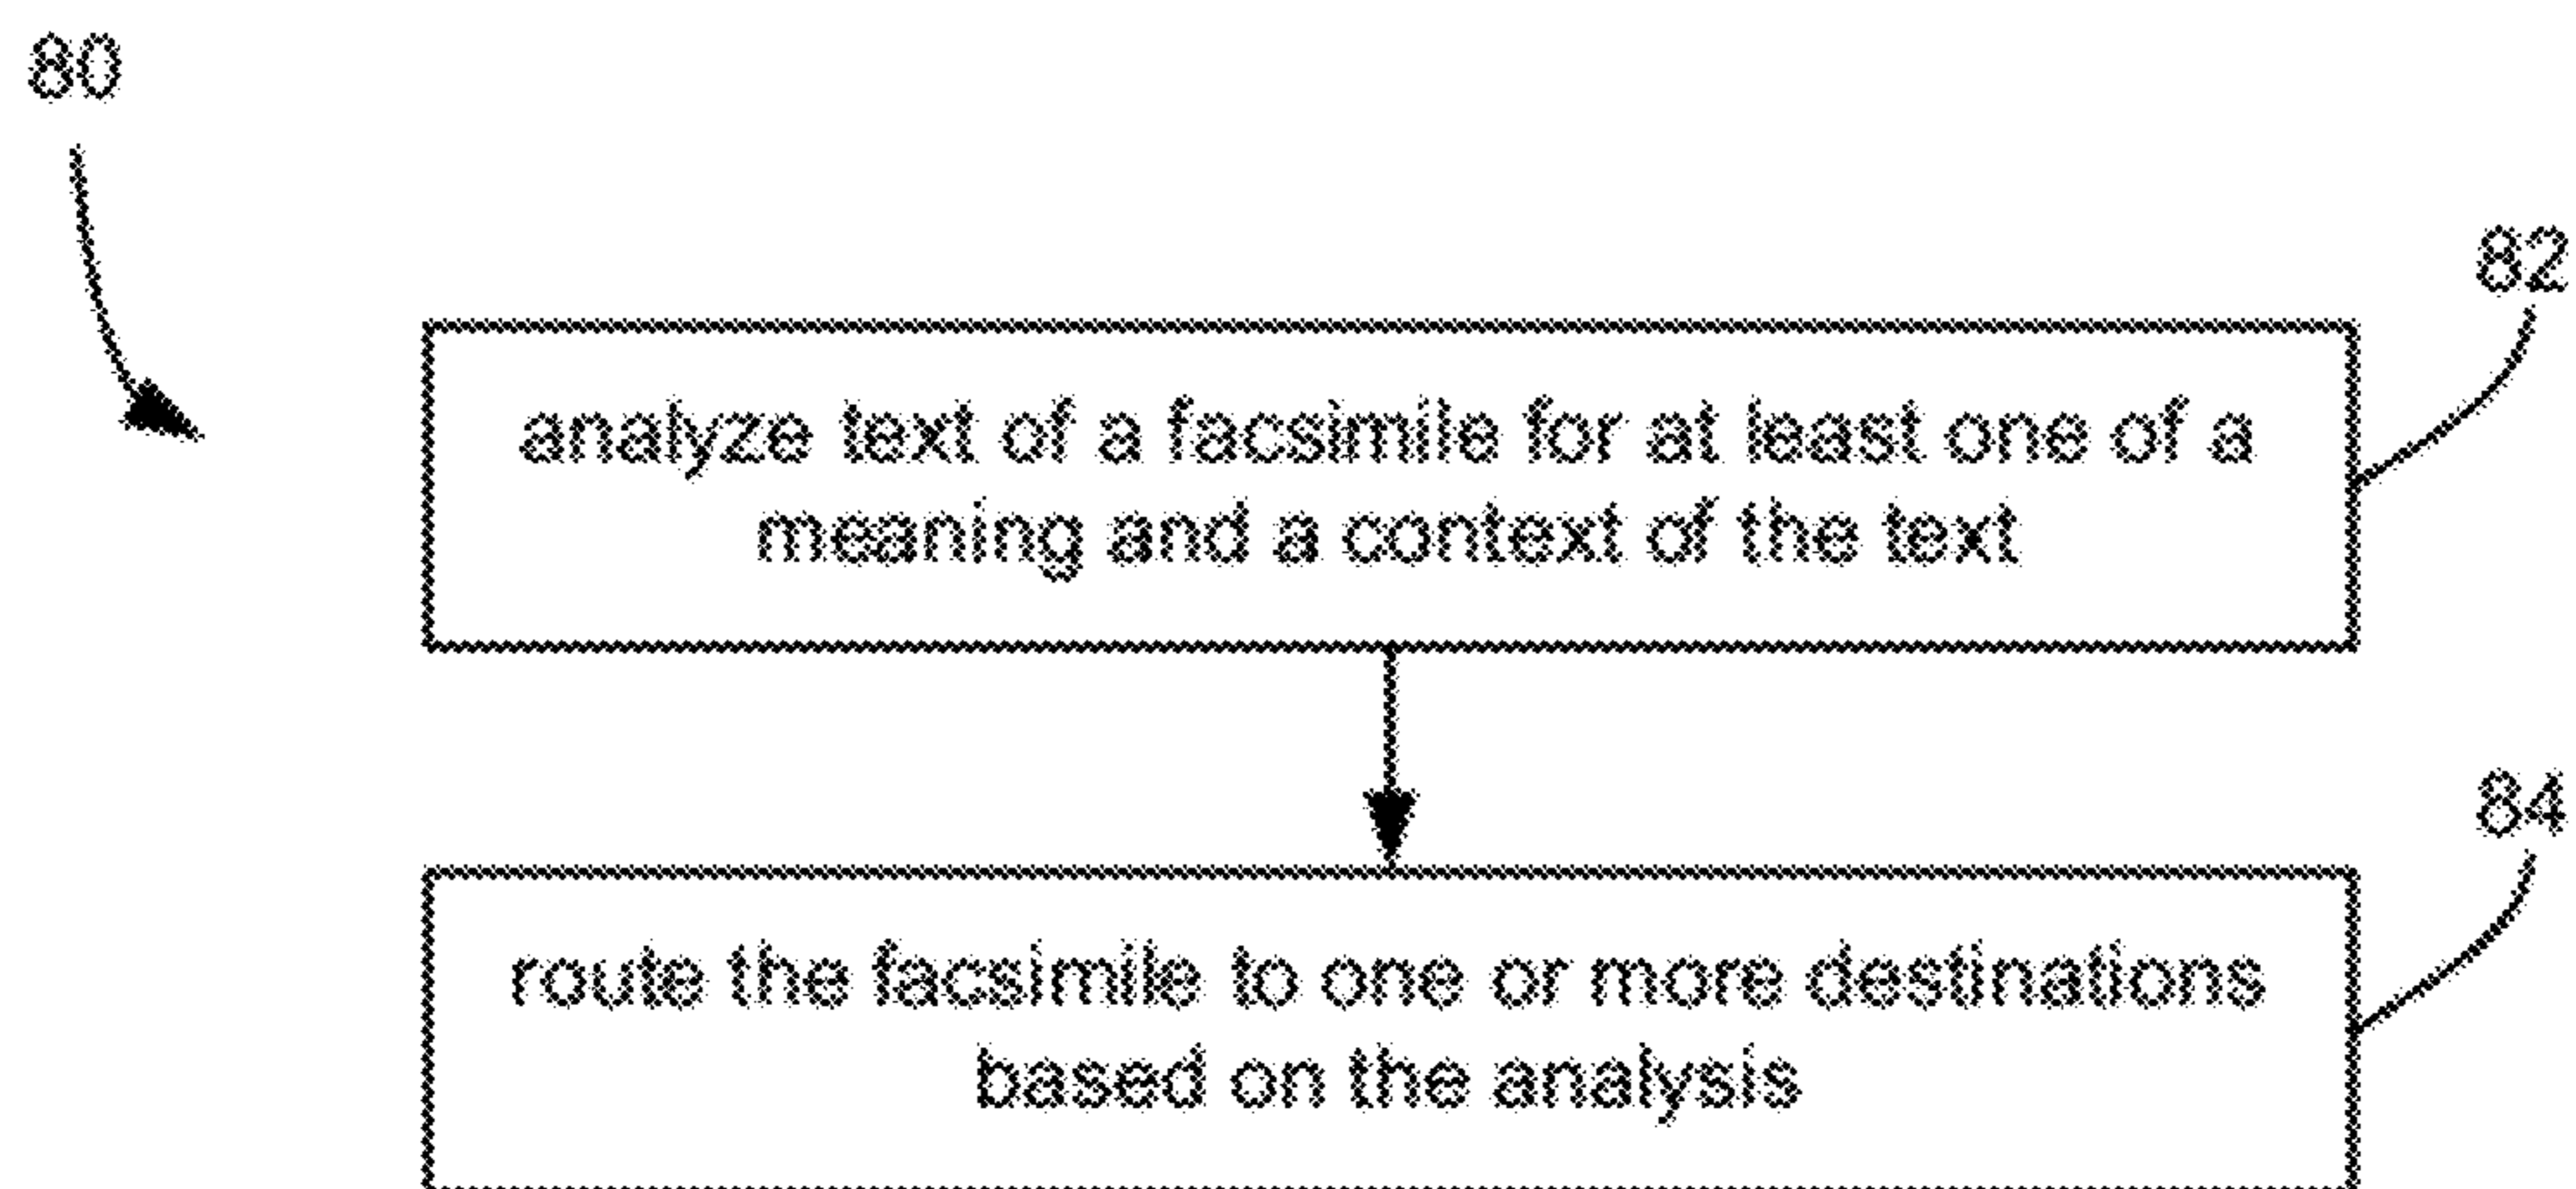 80
82
analyze text of a facsimile for at least one of a
meaning and a context of the text
84
route the facsimile to one or more destinations
based on the analysis